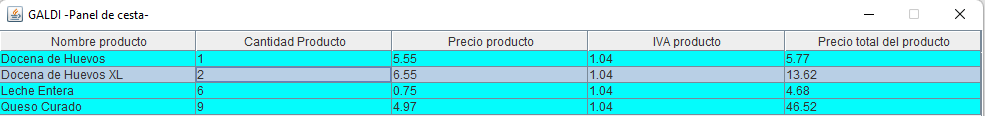 GALDI -Panel de cesta-
Nombre producto Cantidad Producto Precio producto IVA producto Precio total del producto
Docena de Huevos 1 5.55 1.04 5.77
Docena de Huevos XL 2 6.55 1.04 13.62
Leche Entera 6 0.75 1.04 4.68
Queso Curado 9 4.97 1.04 46.52